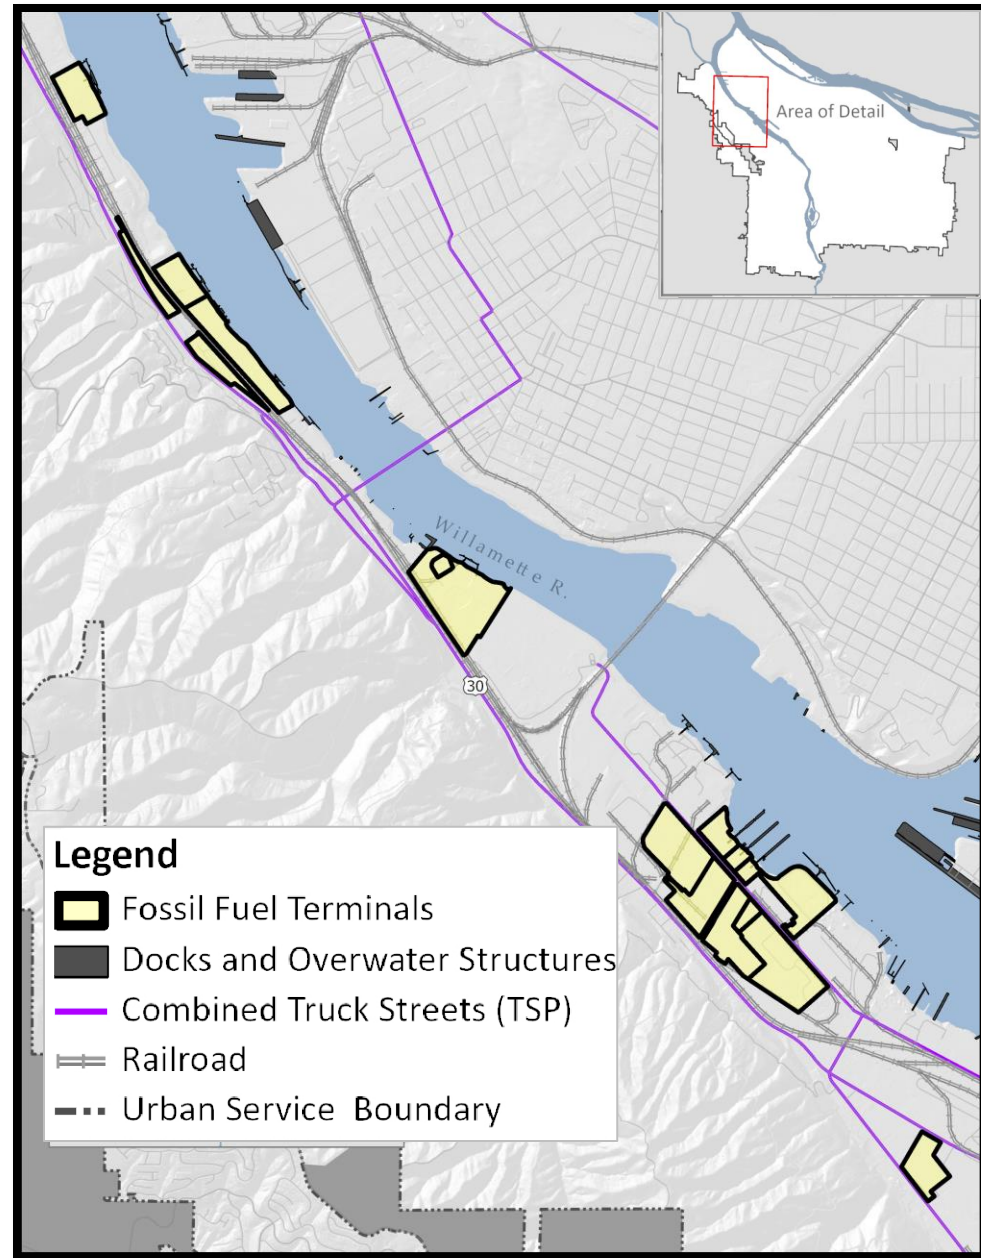 Area of Detail
Willamette R.
30
Legend
Fossil Fuel Terminals
Docks and Overwater Structures
Combined Truck Streets (TSP)
Railroad
Urban Service Boundary